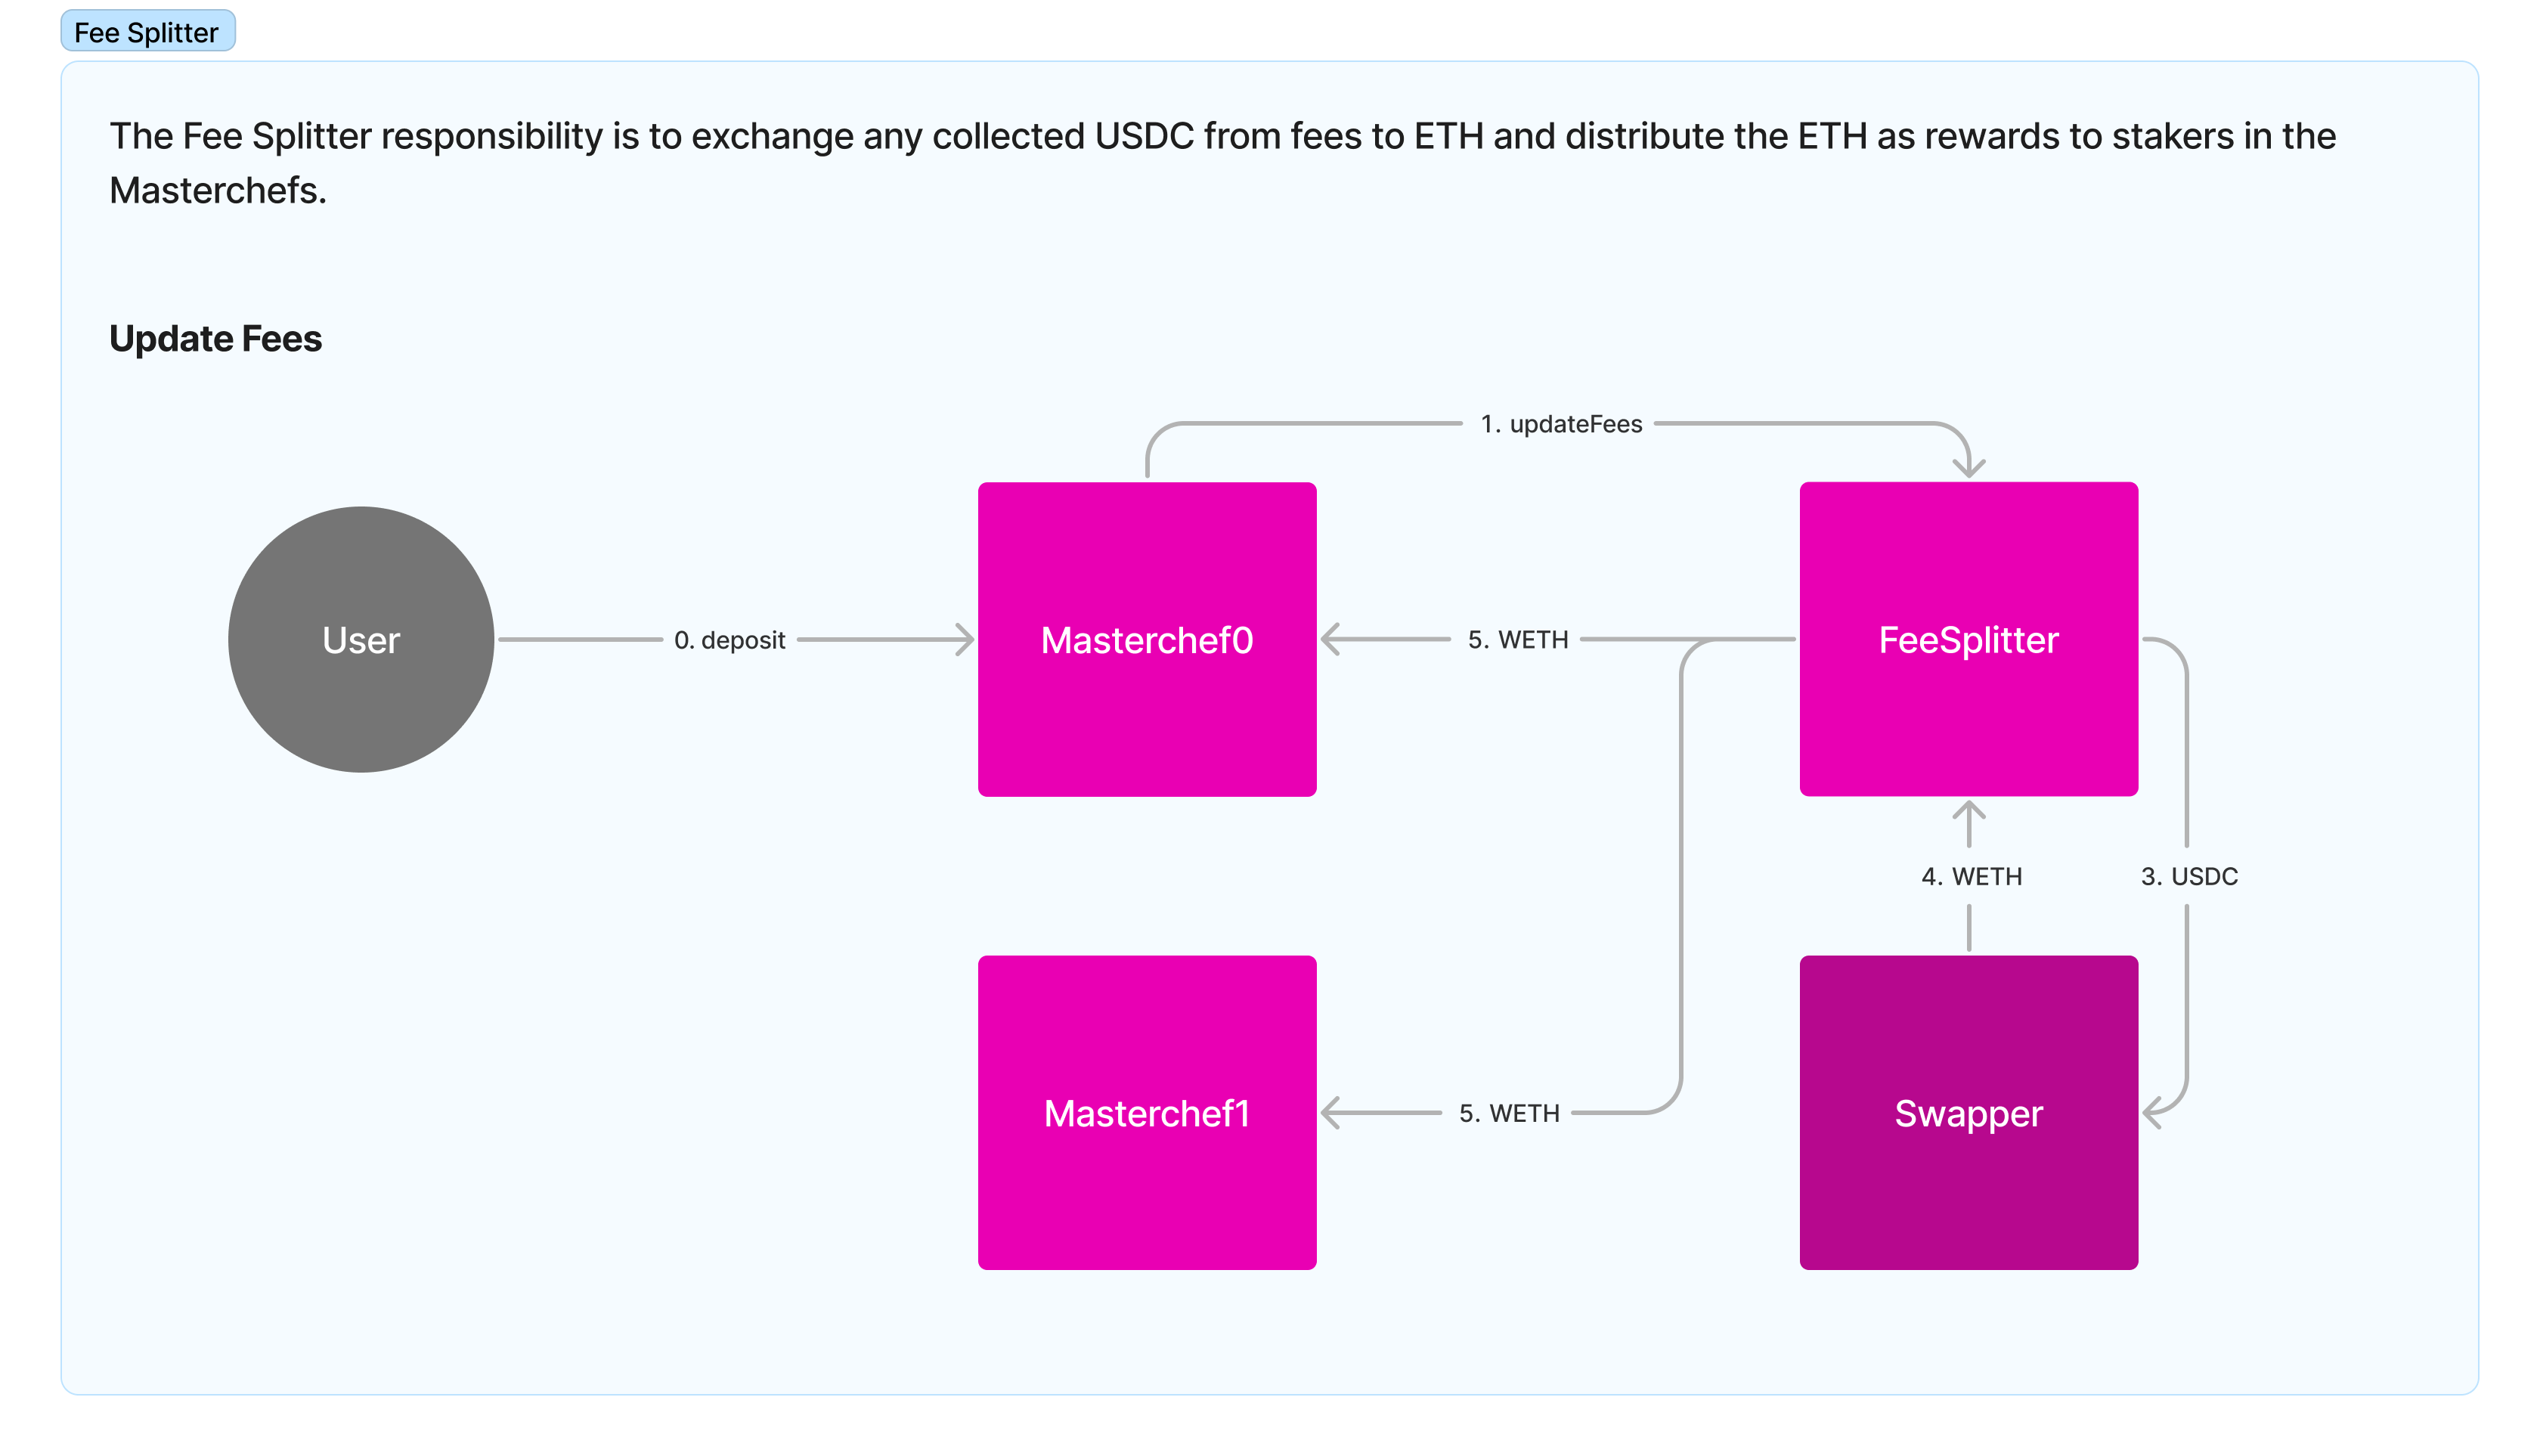 Fee Splitter
The Fee Splitter responsibility is to exchange any collected USDC from fees to ETH and distribute the ETH as rewards to stakers in the
Masterchefs.
Update Fees
1. updateFees
User
0. deposit
Masterchef0
5. WETH
FeeSplitter
4. WETH
3. USDC
Masterchef1
5. WETH
Swapper